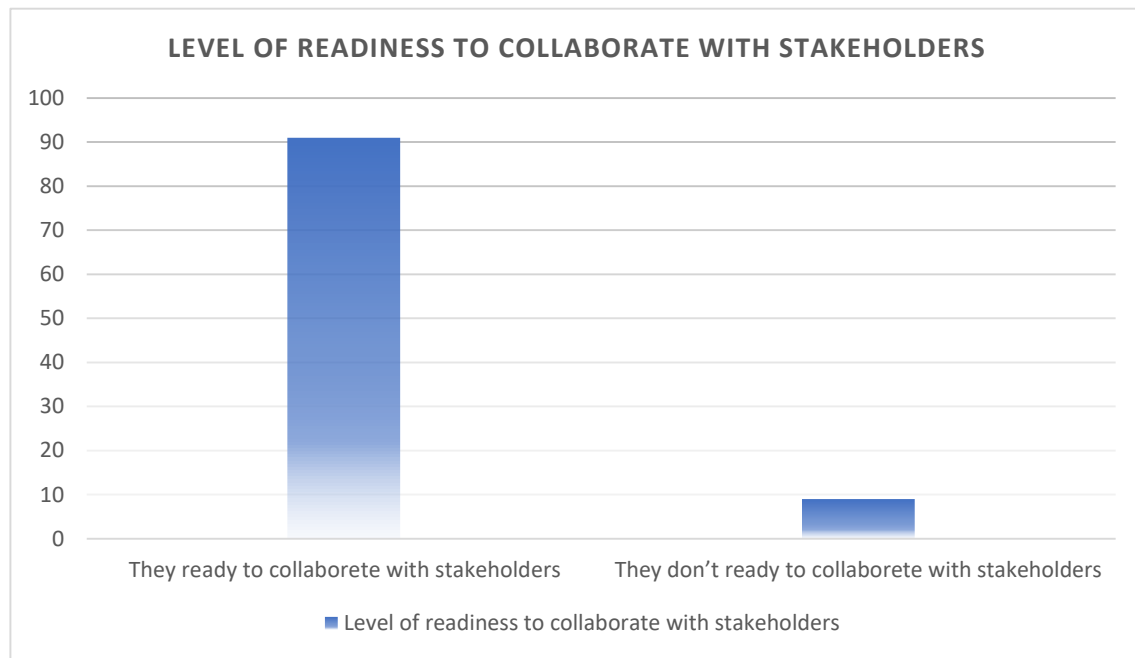 LEVEL OF READINESS TO COLLABORATE WITH STAKEHOLDERS
100
90
80
70
60
50
40
30
20
10
0
They ready to collaborete with stakeholders
They don’t ready to collaborete with stakeholders
Level of readiness to collaborate with stakeholders